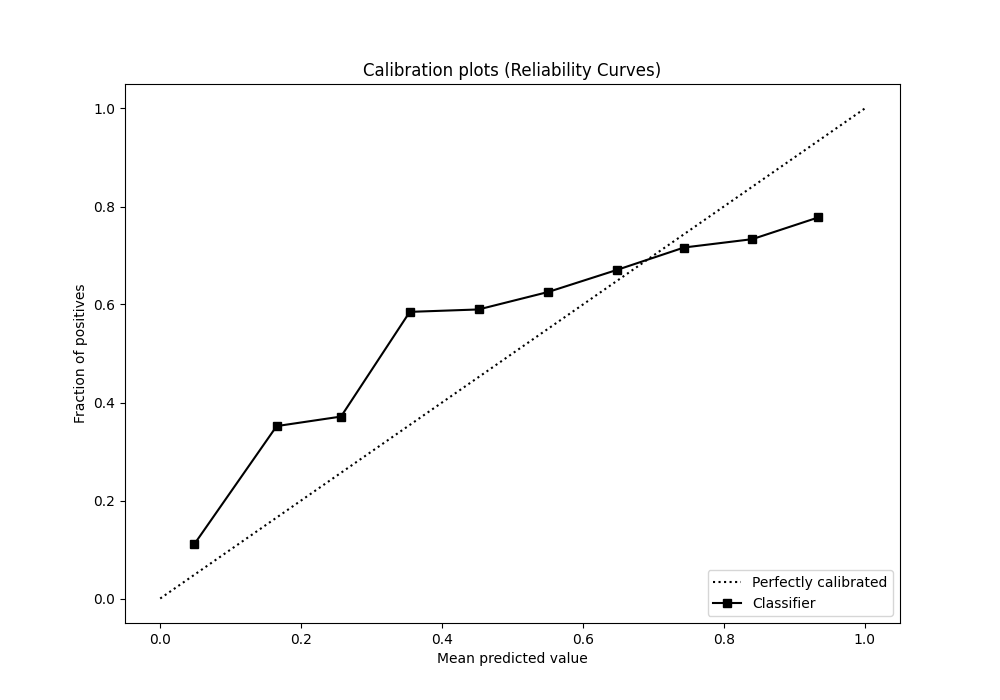 Calibration plots (Reliability Curves)
1.0
0.8
0.6
0.4
0.2
0.0
Fraction of positives
0.0 0.2 0.4 0.6 0.8 1.0
Mean predicted value
Perfectly calibrated
Classifier